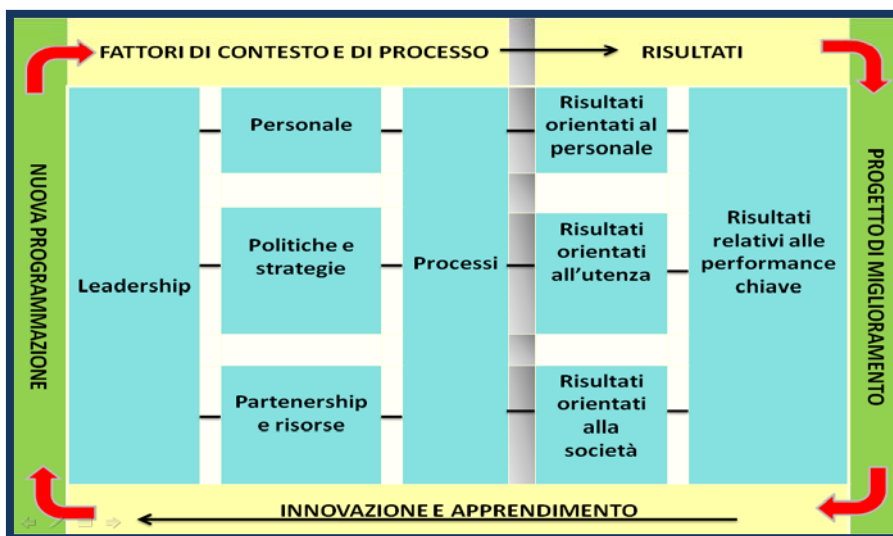 FATTORI DI CONTESTO E DI PROCESSO
RISULTATI
NUOVA PROGRAMMAZIONE
Leadership
Personale
Politiche e
strategie
Partenership
e risorse
Processi
Risultati
orientati al
personale
Risultati
orientati
all'utenza
Risultati
orientati
alla
società
Risultati
relativi alle
performance
chiave
PROGETTO DI MIGLIORAMENTO
INNOVAZIONE E APPRENDIMENTO